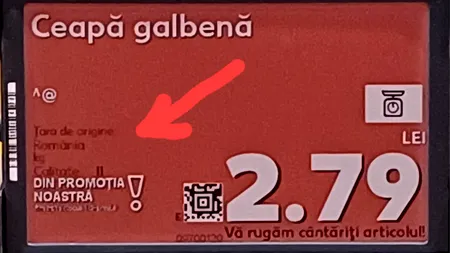 Ceapă galbenă
^@
Țara de origine
România
kg
Calitate II
DIN PROMOȚIA
NOASTRĂ
!
LEI
2.79
Vă rugăm cântăriți articolul!